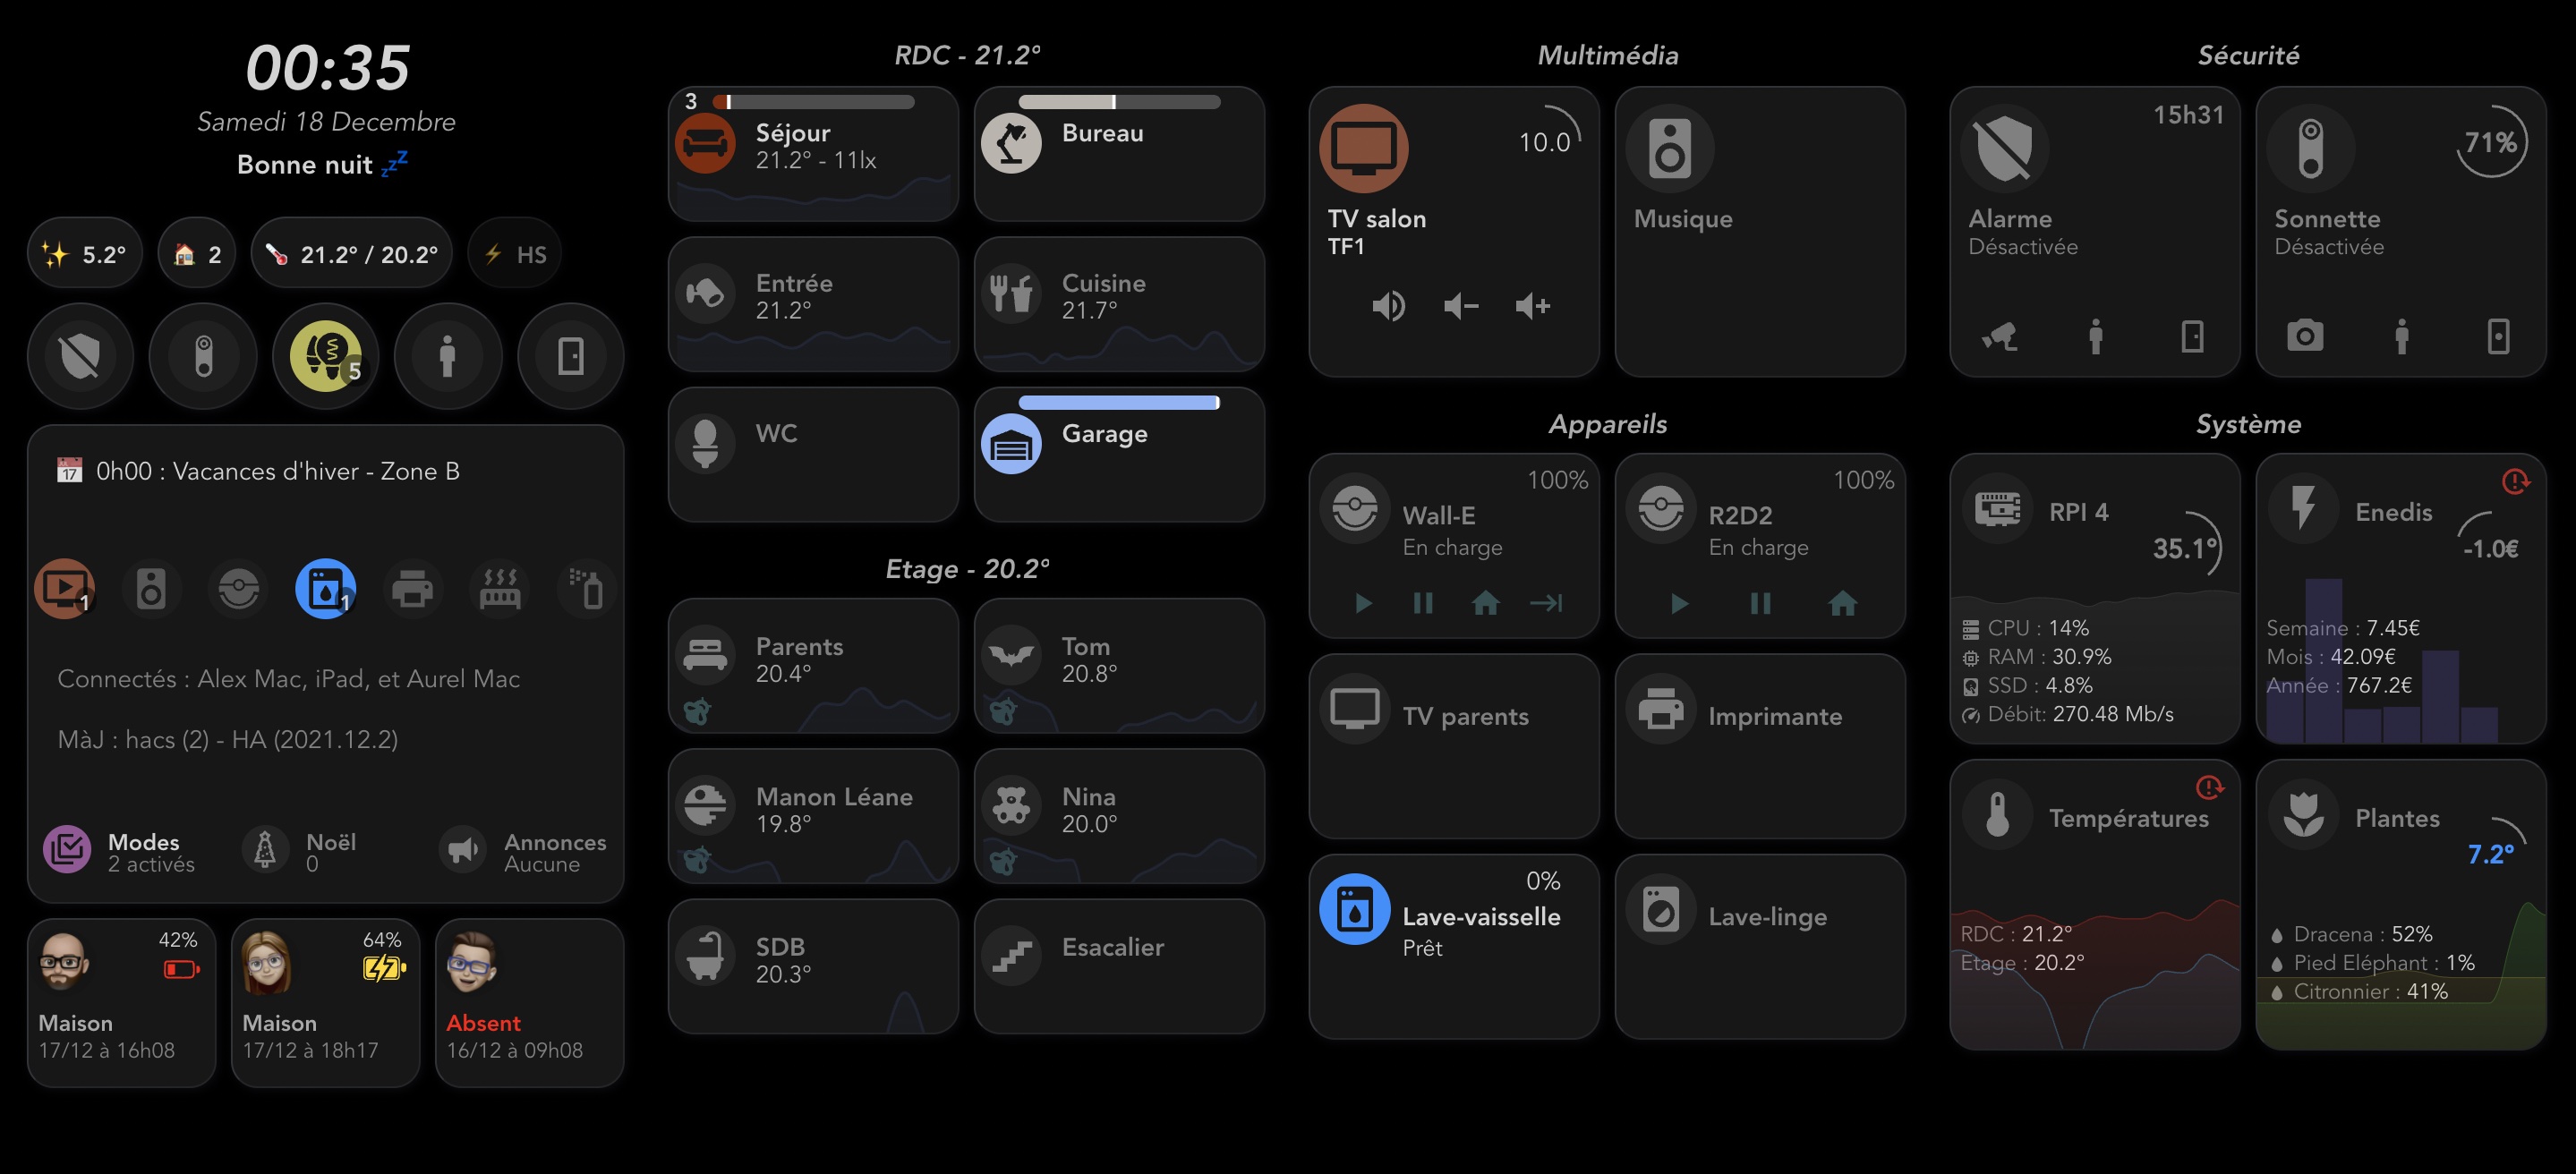 00:35
Samedi 18 Decembre
Bonne nuit 💤
✨ 5.2°
🏠 2
🌡️ 21.2° / 20.2°
⚡ HS
5
📅 0h00 : Vacances d'hiver - Zone B
1
1
Connectés : Alex Mac, iPad, et Aurel Mac
MàJ : hacs (2) - HA (2021.12.2)
Modes
2 activés
Noël
0
Annonces
Aucune
42%
Maison
17/12 à 16h08
64%
Maison
17/12 à 18h17
Absent
16/12 à 09h08
RDC - 21.2°
3
Séjour
21.2° - 11lx
Bureau
Entrée
21.2°
Cuisine
21.7°
WC
Garage
Etage - 20.2°
Parents
20.4°
Tom
20.8°
Manon Léane
19.8°
Nina
20.0°
SDB
20.3°
Esacalier
Multimédia
10.0
TV salon
TF1
Musique
Appareils
100%
Wall-E
En charge
100%
R2D2
En charge
TV parents
Imprimante
0%
Lave-vaisselle
Prêt
Lave-linge
Sécurité
15h31
Alarme
Désactivée
71%
Sonnette
Désactivée
Système
RPI 4
35.1°
CPU : 14%
RAM : 30.9%
SSD : 4.8%
Débit: 270.48 Mb/s
Enedis
-1.0€
Semaine : 7.45€
Mois : 42.09€
Année : 767.2€
Températures
RDC : 21.2°
Etage : 20.2°
Plantes
7.2°
Dracena : 52%
Pied Eléphant : 1%
Citronnier : 41%